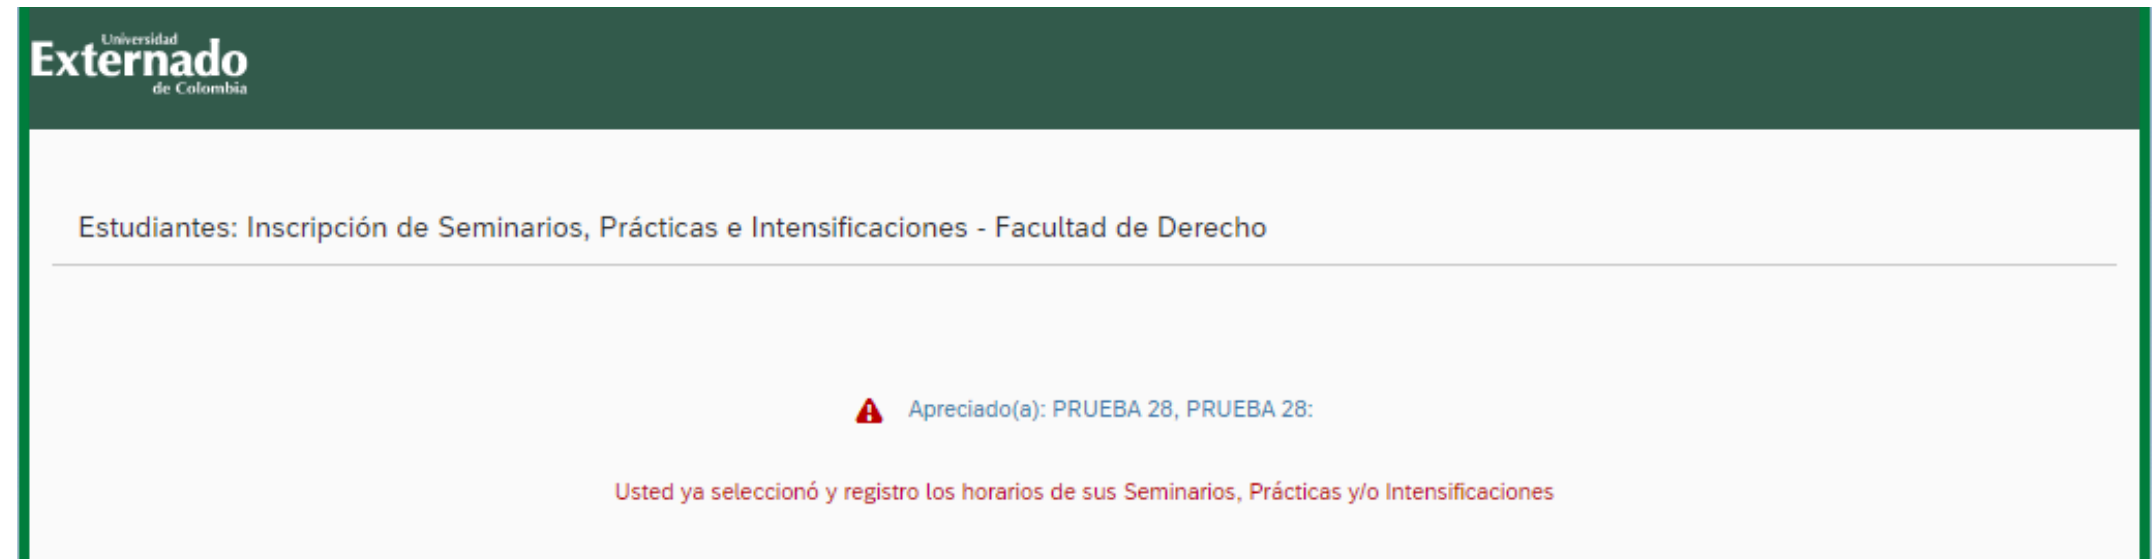 Universidad
Externado
de Colombia
Estudiantes: Inscripción de Seminarios, Prácticas e Intensificaciones - Facultad de Derecho
Apreciado(a): PRUEBA 28, PRUEBA 28:
Usted ya seleccionó y registro los horarios de sus Seminarios, Prácticas y/o Intensificaciones